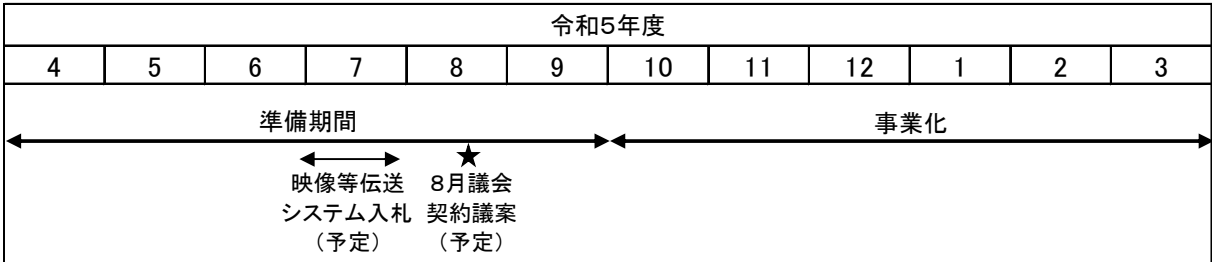 令和5年度
4 5 6 7 8 9 10 11 12 1 2 3
準備期間 事業化
★
映像等伝送 8月議会
システム入札 契約議案
（予定） （予定）